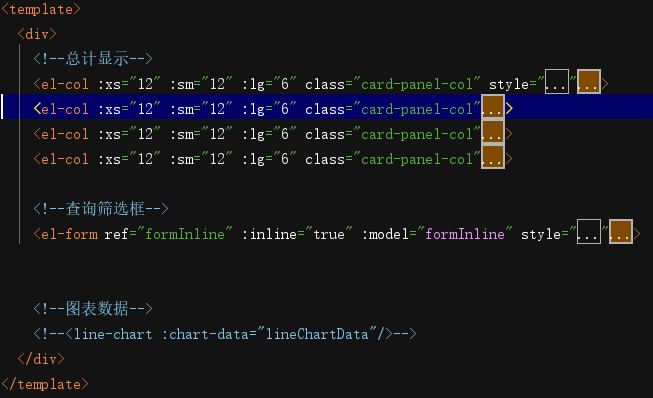 <template>
<div>
<!--总计显示-->
<el-col :xs="12" :sm="12" :lg="6" class="card-panel-col" style="..."...>
<el-col :xs="12" :sm="12" :lg="6" class="card-panel-col"...>
<el-col :xs="12" :sm="12" :lg="6" class="card-panel-col"...>
<el-col :xs="12" :sm="12" :lg="6" class="card-panel-col"...>
<!--查询筛选框-->
<el-form ref="formInline" :inline="true" :model="formInline" style="..."...>
<!--图表数据-->
<!--<line-chart :chart-data="lineChartData"/>-->
</div>
</template>